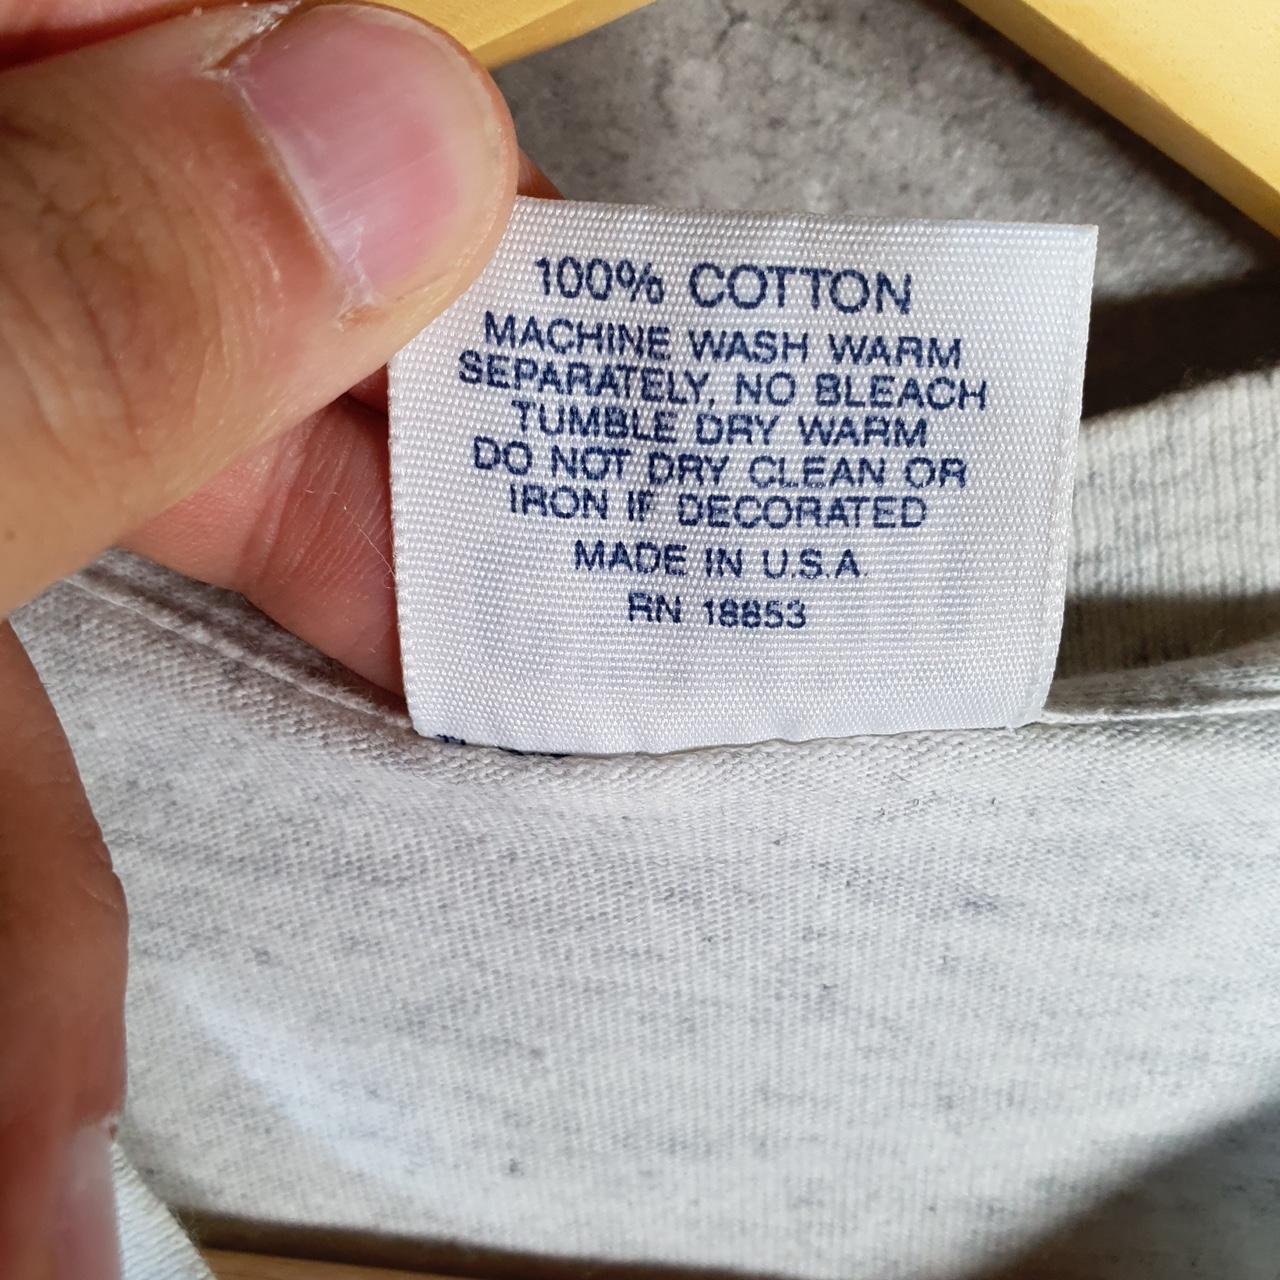 100% COTTON
MACHINE WASH WARM
SEPARATELY, NO BLEACH
TUMBLE DRY WARM
DO NOT DRY CLEAN OR
IRON IF DECORATED
MADE IN U.S.A
RN 18853